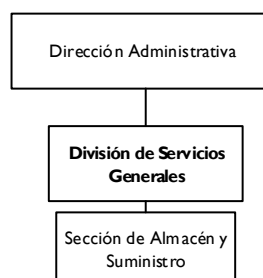 Dirección Administrativa
División de Servicios
Generales
Sección de Almacén y
Suministro